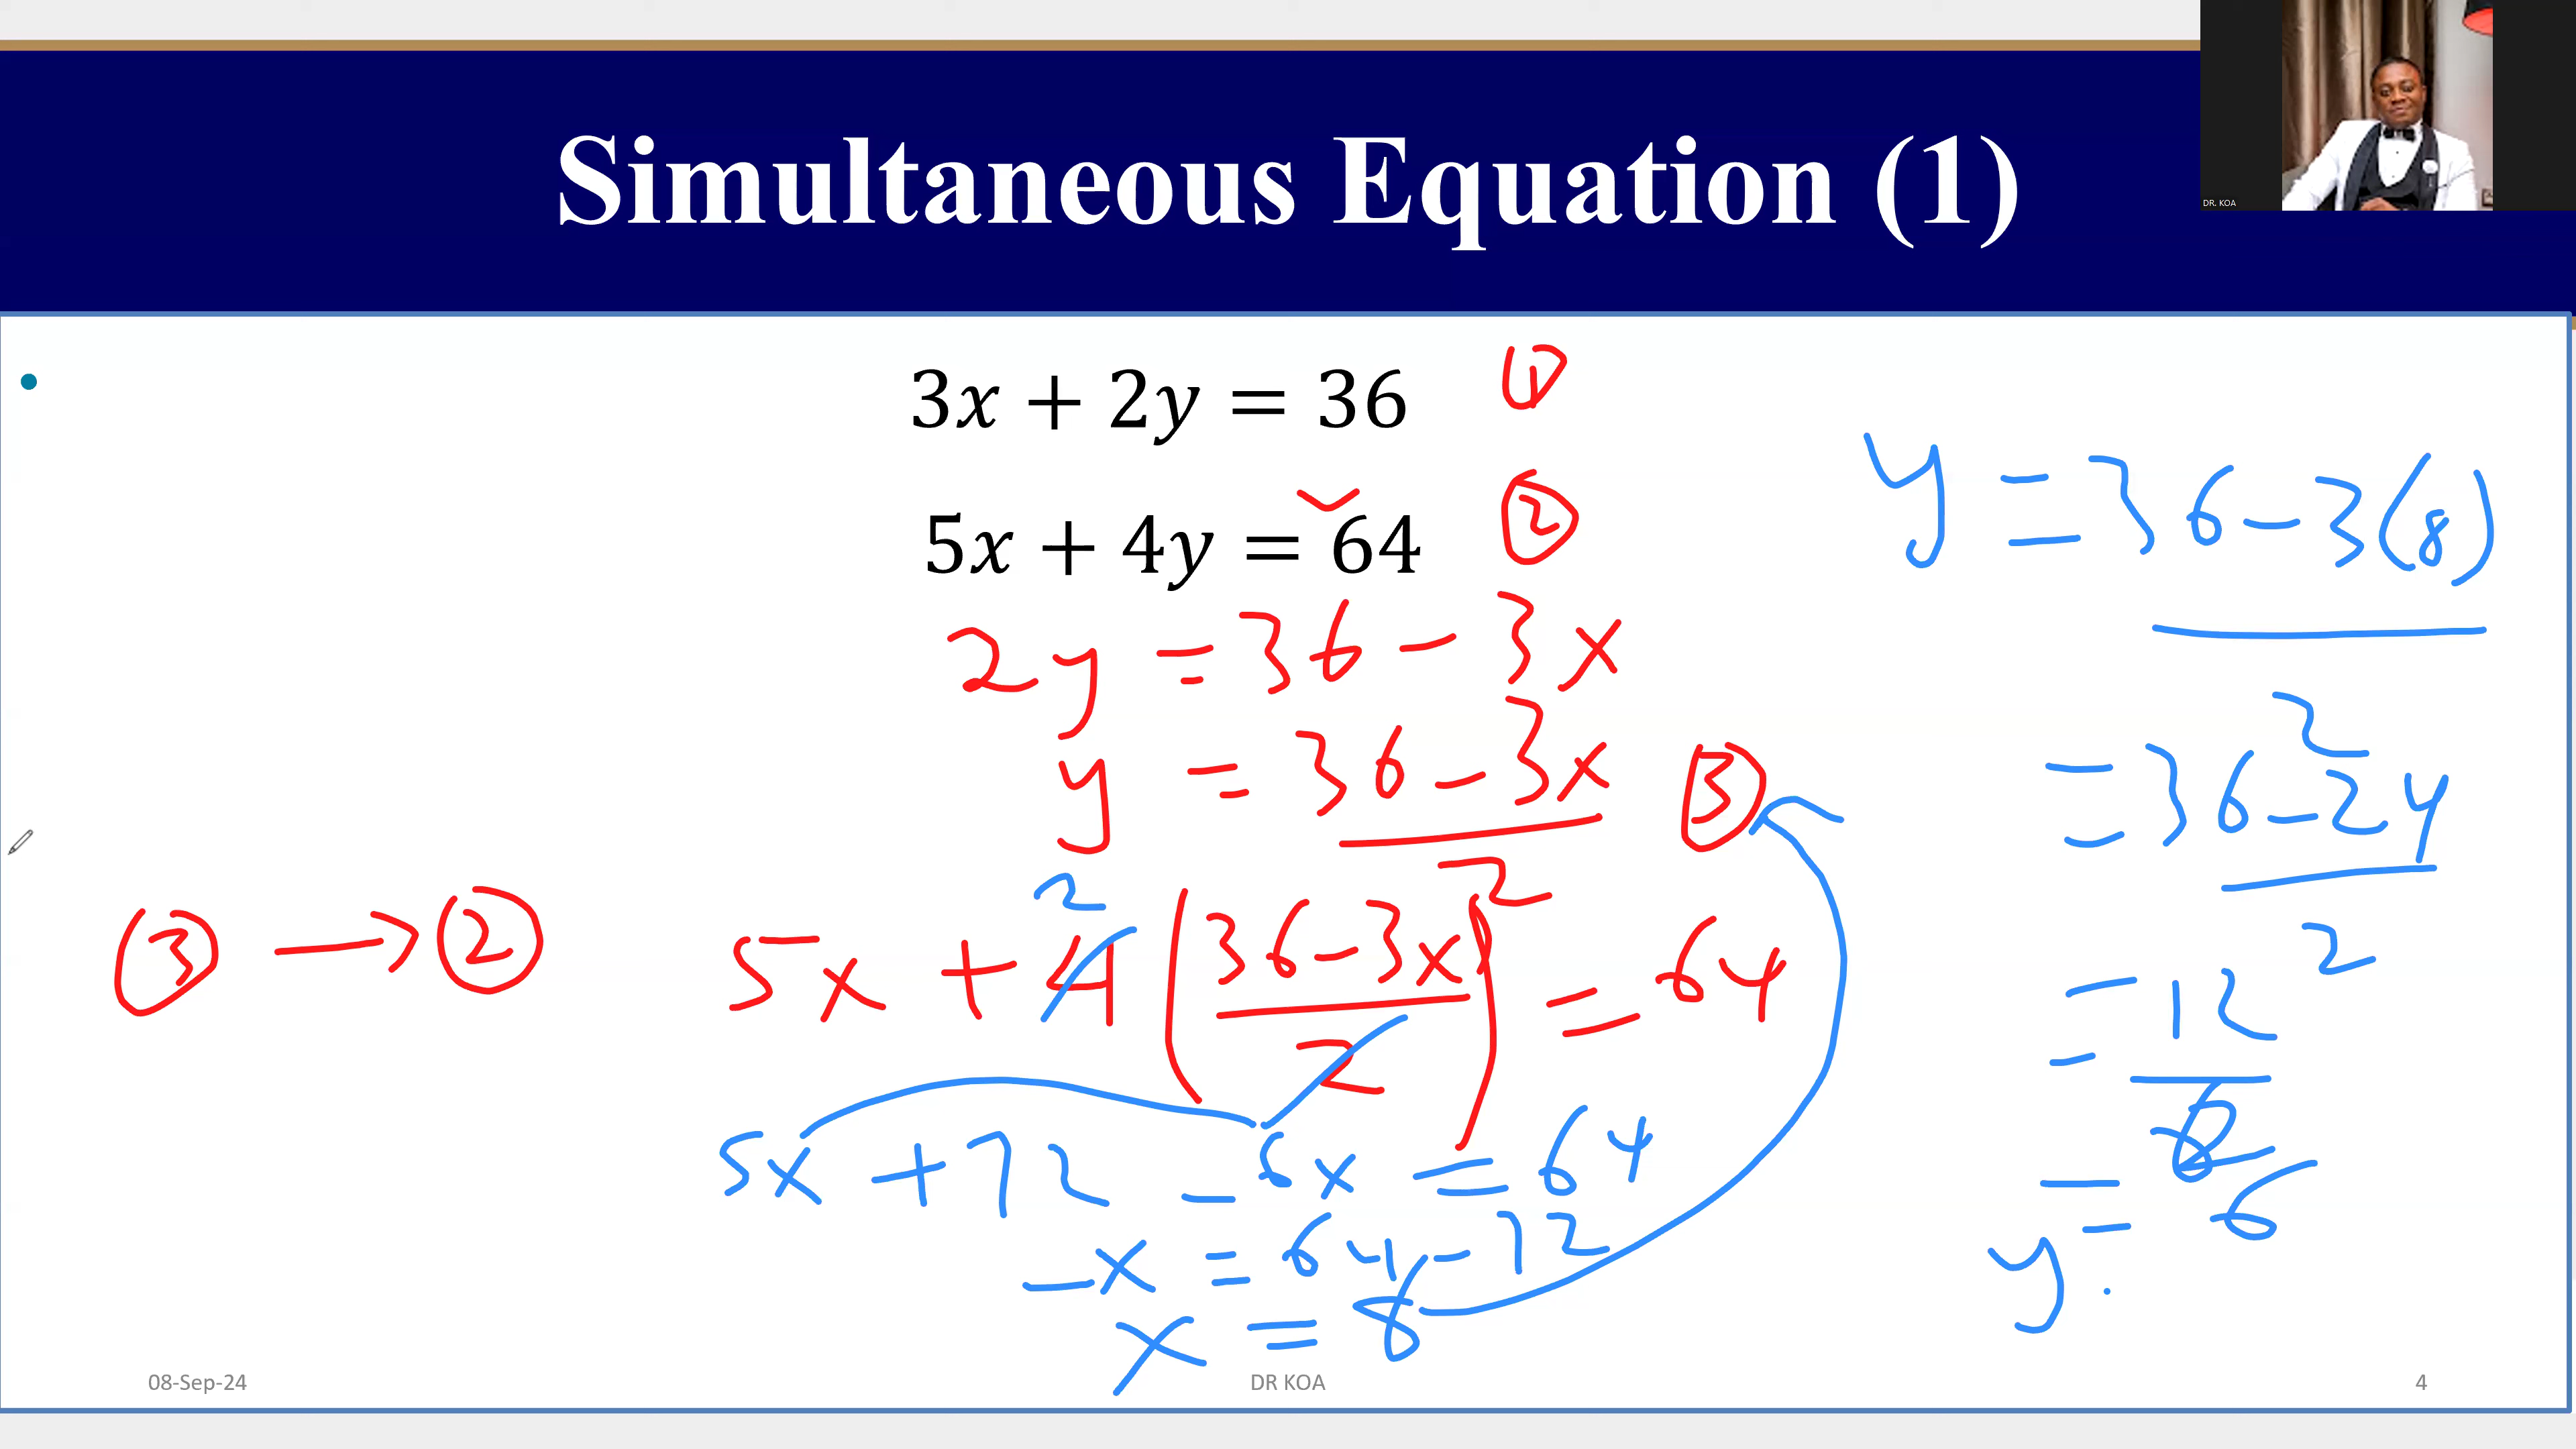 DR. KOA
Simultaneous Equation (1)
3x + 2y = 36 ①
5x + 4y = 64 ②
2y = 36 - 3x
y = 36 - 3x ③
2
③ → ②
2
5x + 4 (36 - 3x) = 64
2
5x + 72 - 6x = 64
-x = 64 - 72
x = 8
y = 36 - 3(8)
2
= 36 - 24
2
= 12
2
= 6
y
08-Sep-24
DR KOA
4